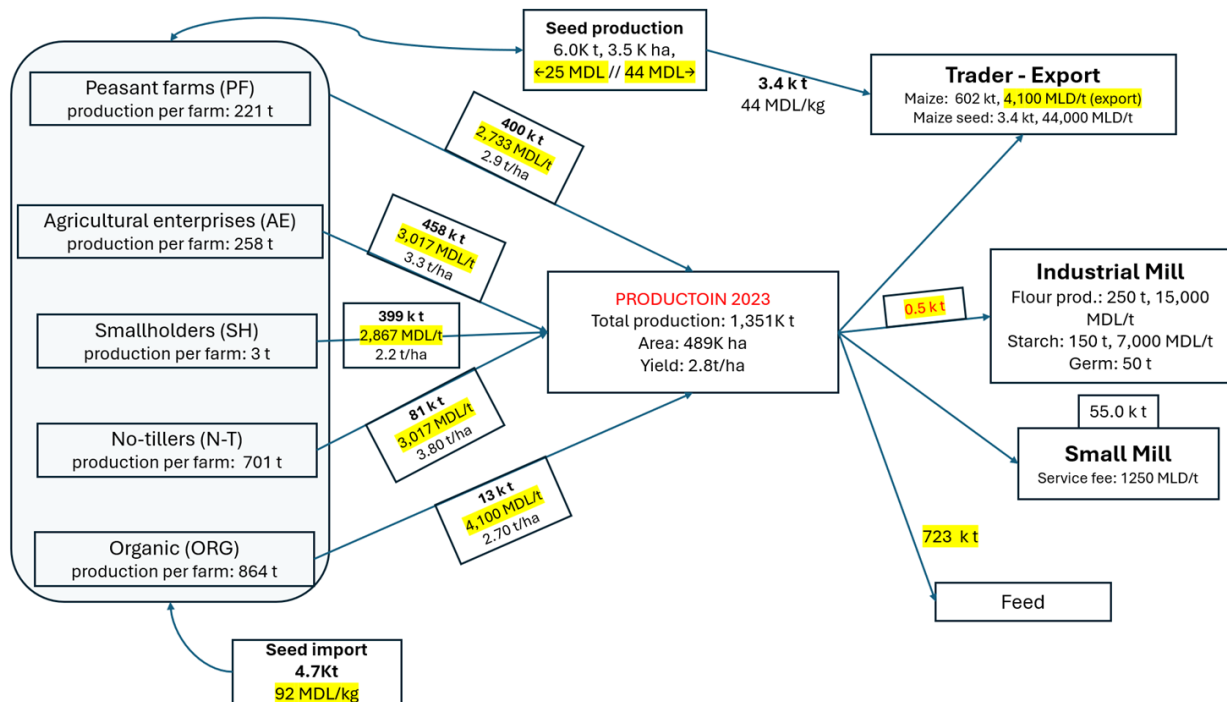 Seed production
6.0K t, 3.5 K ha,
←25 MDL // 44 MDL→
3.4 k t
44 MDL/kg
Trader - Export
Maize: 602 kt, 4,100 MLD/t (export)
Maize seed: 3.4 kt, 44,000 MLD/t
Peasant farms (PF)
production per farm: 221 t
400 k t
2,733 MDL/t
2.9 t/ha
Agricultural enterprises (AE)
production per farm: 258 t
458 k t
3,017 MDL/t
3.3 t/ha
Smallholders (SH)
production per farm: 3 t
399 k t
2,867 MDL/t
2.2 t/ha
No-tillers (N-T)
production per farm: 701 t
81 k t
3,017 MDL/t
3.80 t/ha
Organic (ORG)
production per farm: 864 t
13 k t
4,100 MDL/t
2.70 t/ha
PRODUCTOIN 2023
Total production: 1,351K t
Area: 489K ha
Yield: 2.8t/ha
0.5 k t
Industrial Mill
Flour prod.: 250 t, 15,000
MDL/t
Starch: 150 t, 7,000 MDL/t
Germ: 50 t
55.0 k t
Small Mill
Service fee: 1250 MLD/t
723 k t
Feed
Seed import
4.7Kt
92 MDL/kg